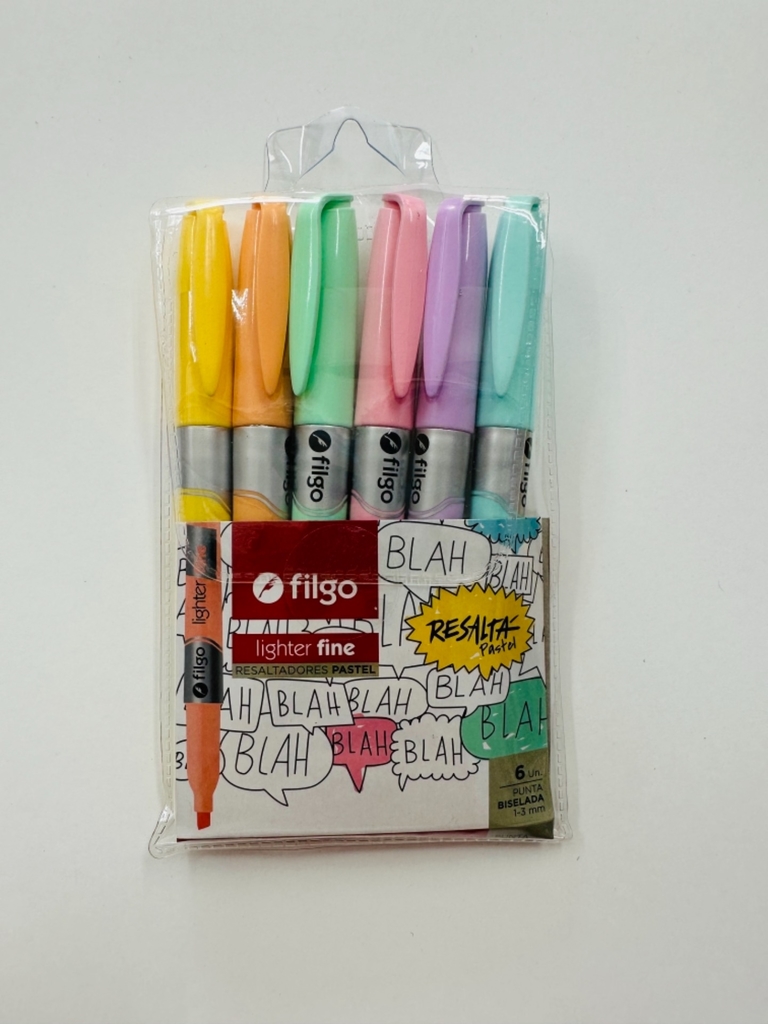 filgo
filgo
filgo
filgo
BLAH
filgo
lighter fine
RESALTADORES PASTEL
BLAH
RESALTA
Pastel
lighter fine
filgo
BLAH
BLAH
BLAH
BLAH
BLAH
BLAH
BLAH
6 Un.
PUNTA
BISELADA
1-3 mm